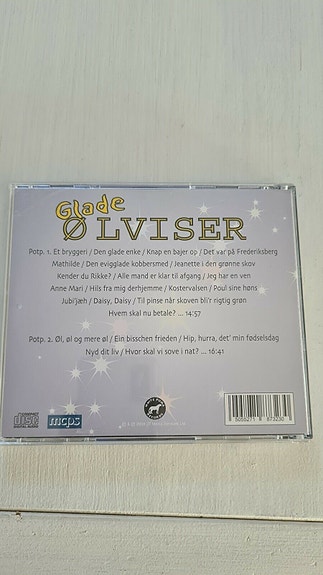 Glade
ØLVISER
Potp. 1. Et bryggeri / Den glade enke / Knap en bajer op / Det var på Frederiksberg
Mathilde / Den evigglade kobbersmed / Jeanette i den grønne skov
Kender du Rikke? / Alle mand er klar til afgang / Jeg har en ven
Anne Mari / Hils fra mig derhjemme / Kostervalsen / Poul sine høns
Jubi'jæh / Daisy, Daisy / Til pinse når skoven bli'r rigtig grøn
Hvem skal nu betale? ... 14:57
Potp. 2. Øl, øl og mere øl / Ein bisschen frieden / Hip, hurra, det' min fødselsdag
Nyd dit liv / Hvor skal vi sove i nat? ... 16:41
COMPACT
disc
DIGITAL AUDIO
mcps